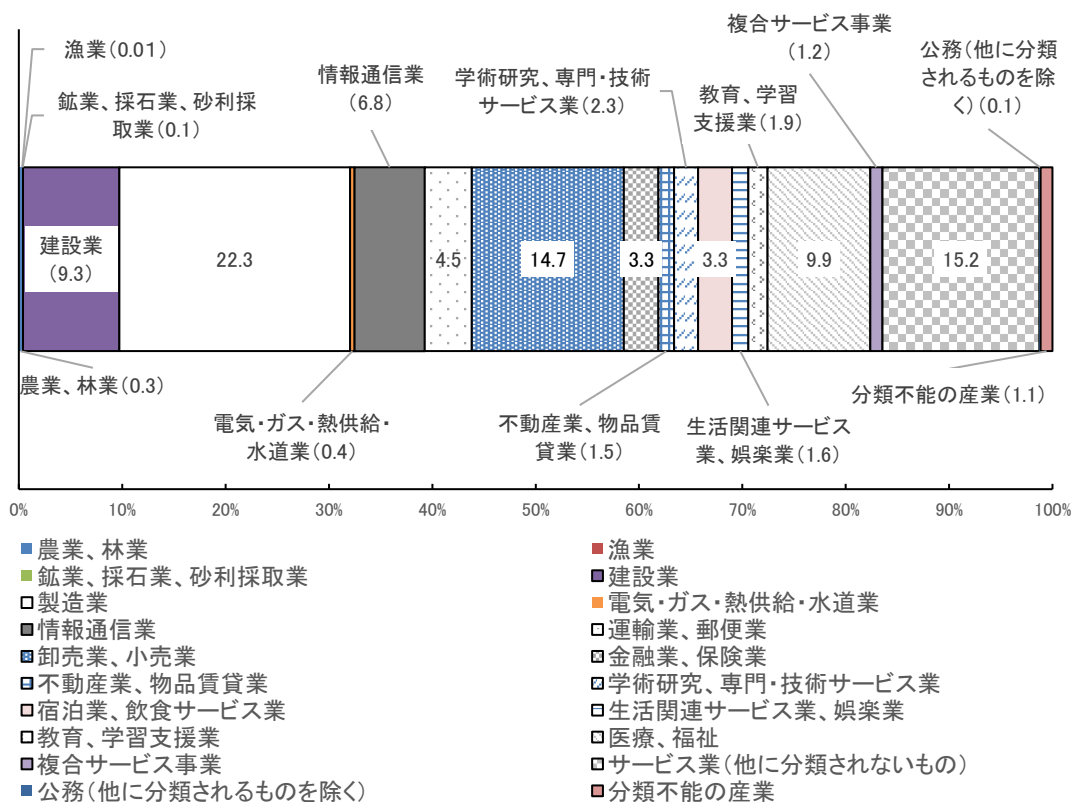 複合サービス事業
(1.2)
公務(他に分類
されるものを除
く)(0.1)
漁業(0.01)
情報通信業
(6.8)
学術研究、専門・技術
サービス業(2.3)
教育、学習
支援業(1.9)
鉱業、採石業、砂利採
取業(0.1)
建設業
(9.3)
22.3
4.5
14.7
3.3
3.3
9.9
15.2
農業、林業(0.3)
電気・ガス・熱供給・
水道業(0.4)
不動産業、物品賃
貸業(1.5)
生活関連サービス
業、娯楽業(1.6)
分類不能の産業(1.1)
0% 10% 20% 30% 40% 50% 60% 70% 80% 90% 100%
農業、林業
漁業
鉱業、採石業、砂利採取業
建設業
製造業
電気・ガス・熱供給・水道業
情報通信業
運輸業、郵便業
卸売業、小売業
金融業、保険業
不動産業、物品賃貸業
学術研究、専門・技術サービス業
宿泊業、飲食サービス業
生活関連サービス業、娯楽業
教育、学習支援業
医療、福祉
複合サービス事業
サービス業(他に分類されないもの)
公務(他に分類されるものを除く)
分類不能の産業